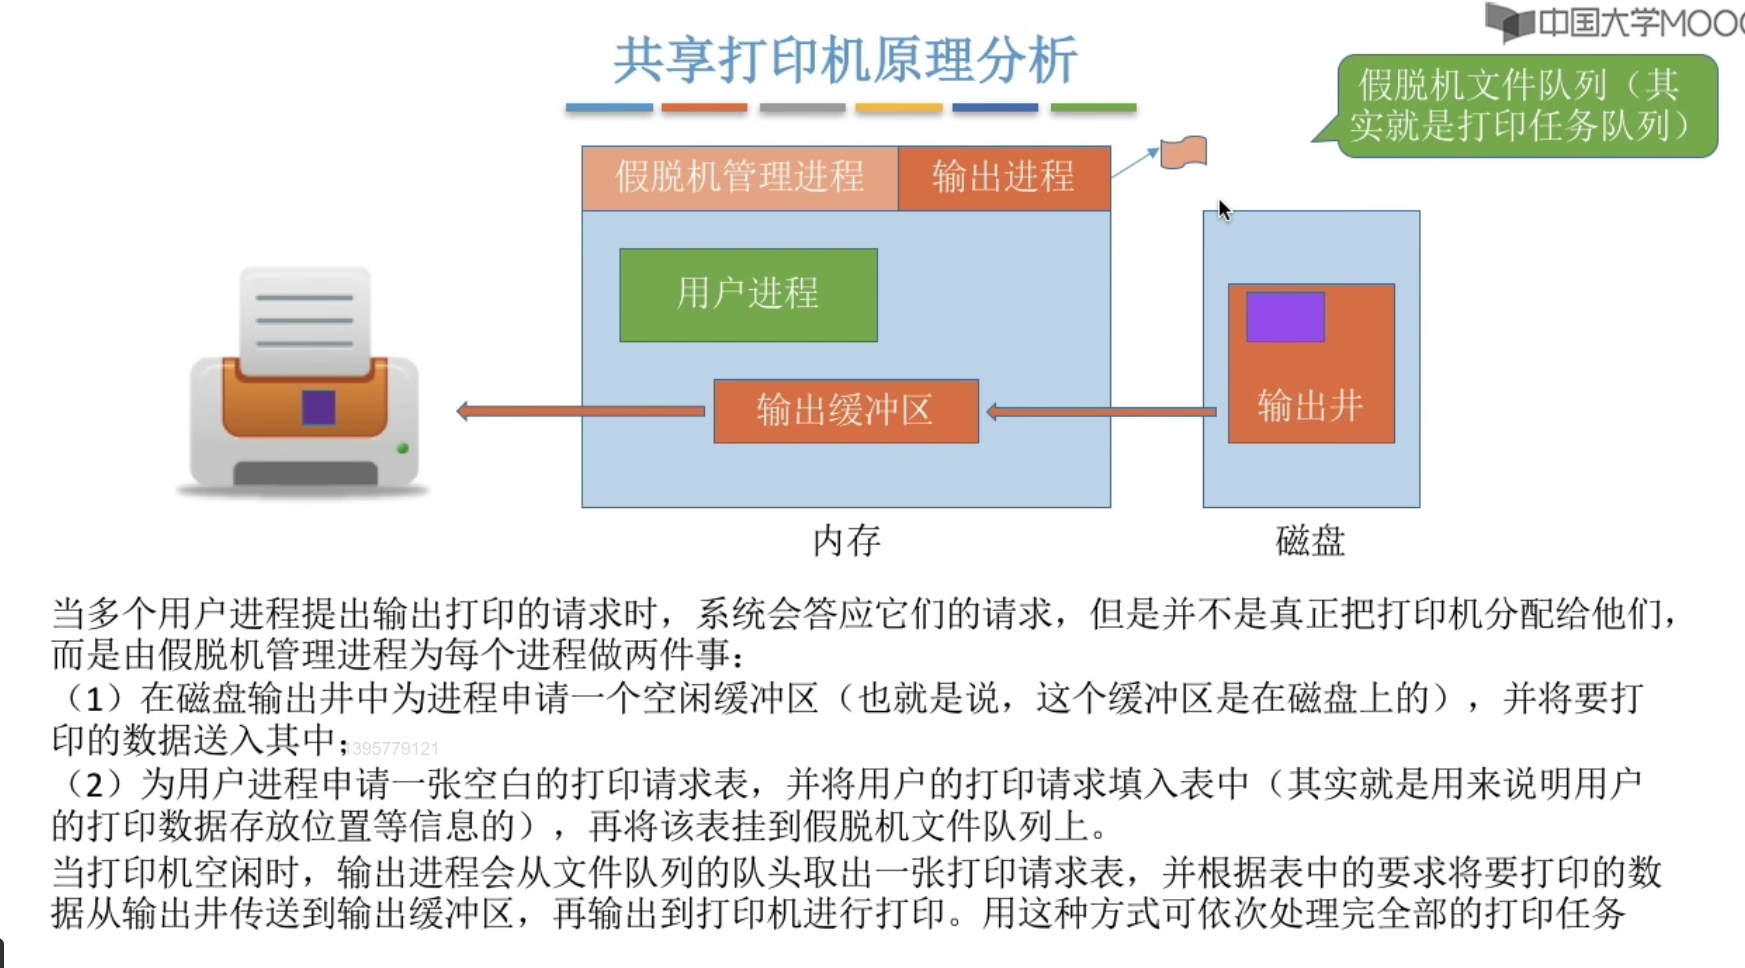 中国大学MOOC
共享打印机原理分析
假脱机文件队列（其
实就是打印任务队列）
假脱机管理进程
输出进程
用户进程
输出缓冲区
输出井
内存
磁盘
当多个用户进程提出输出打印的请求时，系统会答应它们的请求，但是并不是真正把打印机分配给他们，
而是由假脱机管理进程为每个进程做两件事：
（1）在磁盘输出井中为进程申请一个空闲缓冲区（也就是说，这个缓冲区是在磁盘上的），并将要打
印的数据送入其中；
1395779121
（2）为用户进程申请一张空白的打印请求表，并将用户的打印请求填入表中（其实就是用来说明用户
的打印数据存放位置等信息的），再将该表挂到假脱机文件队列上。
当打印机空闲时，输出进程会从文件队列的队头取出一张打印请求表，并根据表中的要求将要打印的数
据从输出井传送到输出缓冲区，再输出到打印机进行打印。用这种方式可依次处理完全部的打印任务